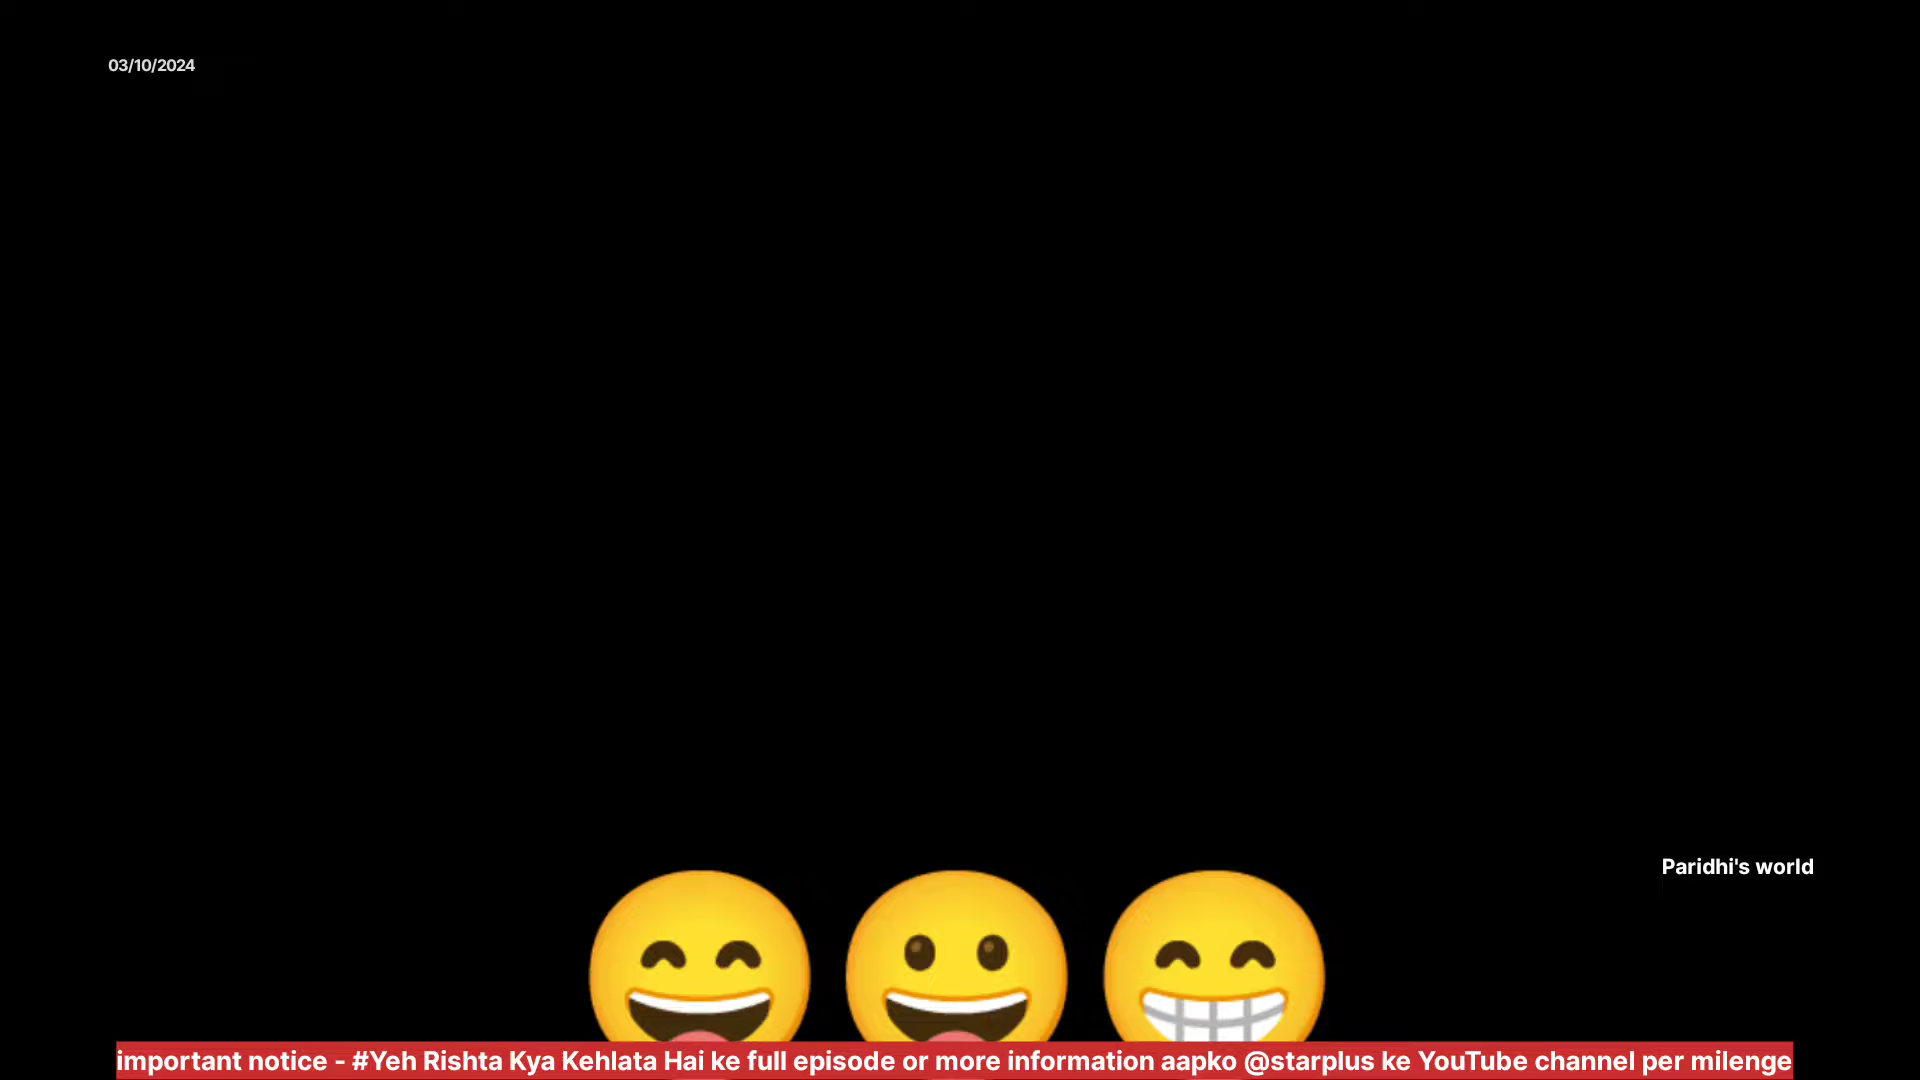 03/10/2024
Paridhi's world
important notice - #Yeh Rishta Kya Kehlata Hai ke full episode or more information aapko @starplus ke YouTube channel per milenge